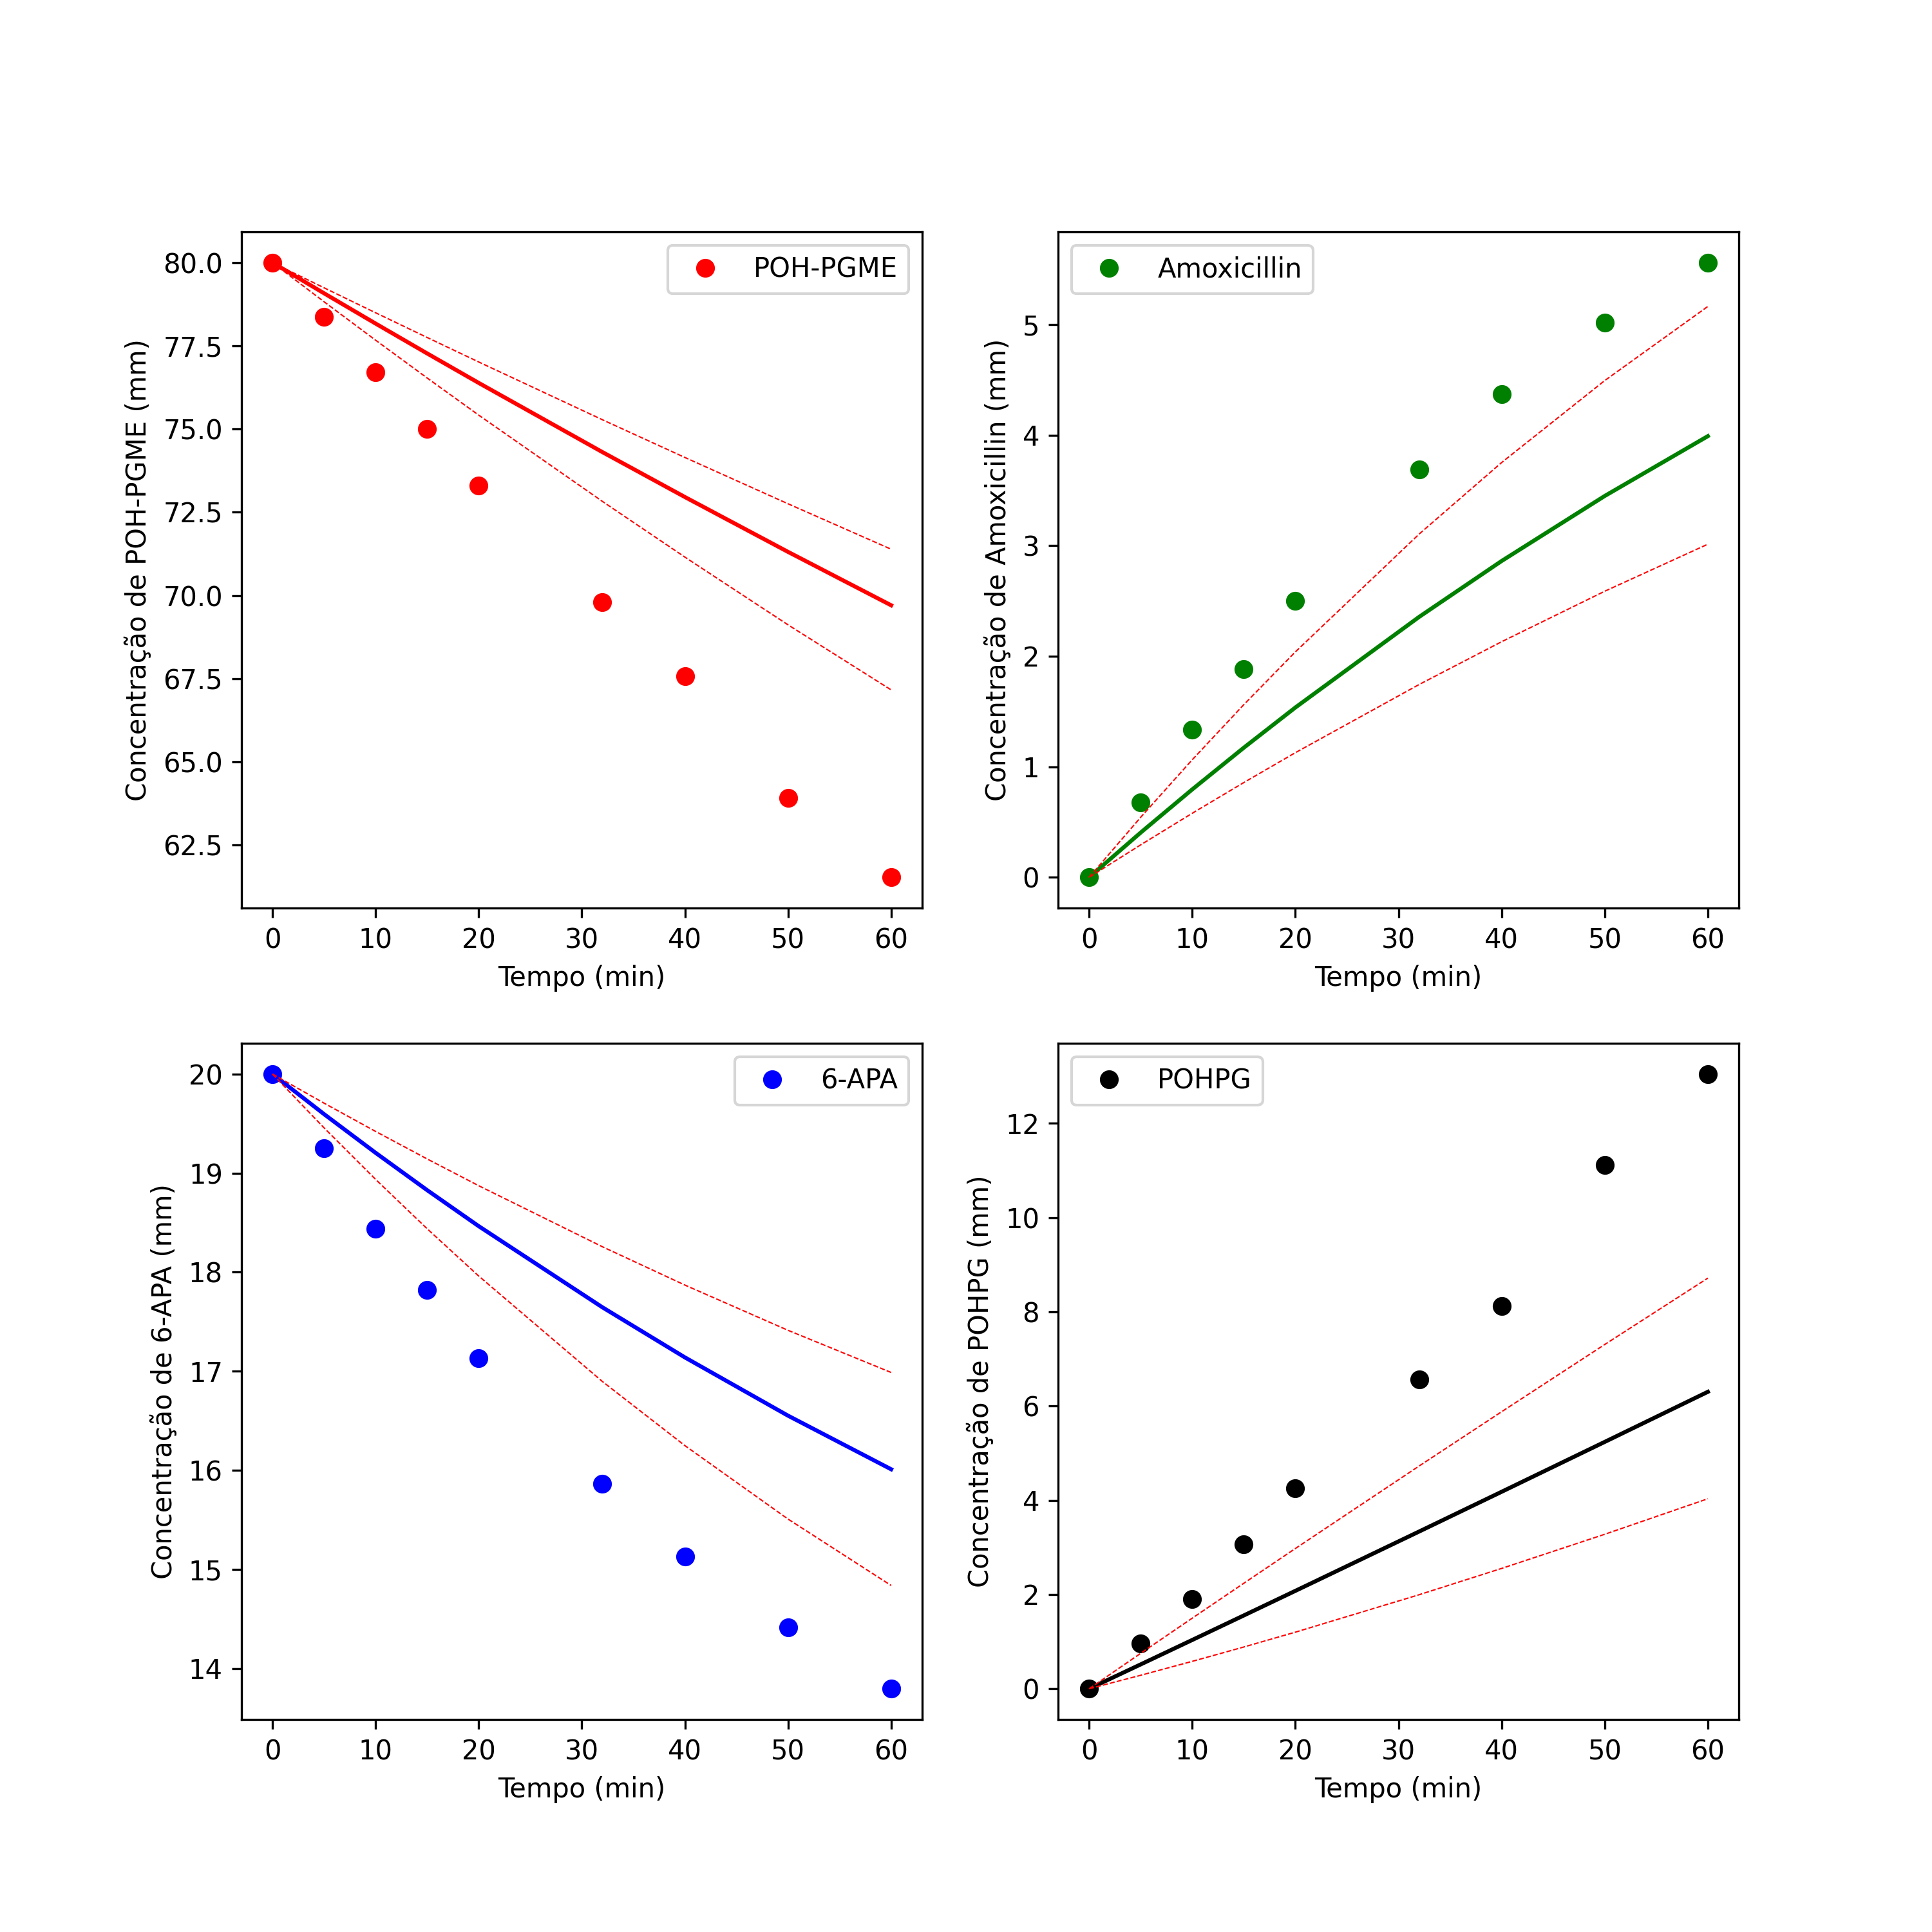 POH-PGME
80.0
77.5
75.0
72.5
70.0
67.5
65.0
62.5
Concentração de POH-PGME (mm)
0 10 20 30 40 50 60
Tempo (min)
Amoxicillin
5
4
3
2
1
0
Concentração de Amoxicillin (mm)
0 10 20 30 40 50 60
Tempo (min)
6-APA
20
19
18
17
16
15
14
Concentração de 6-APA (mm)
0 10 20 30 40 50 60
Tempo (min)
POHPG
12
10
8
6
4
2
0
Concentração de POHPG (mm)
0 10 20 30 40 50 60
Tempo (min)